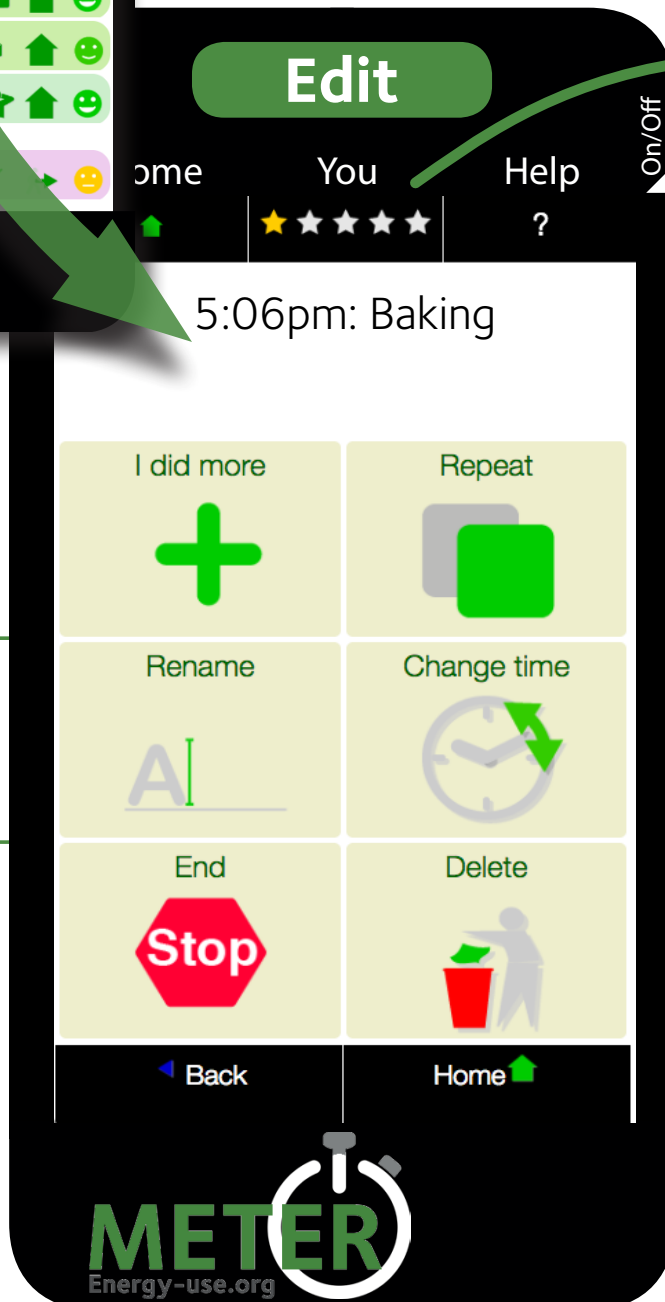 Edit
On/Off
ome You Help
?
5:06pm: Baking
I did more Repeat
Rename Change time
A
End Delete
Stop
Back Home
METER
Energy-use.org